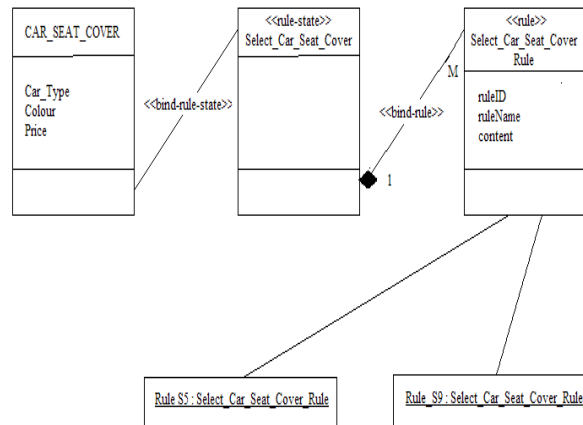 CAR_SEAT_COVER
Car_Type
Colour
Price
<<bind-rule-state>>
<<rule-state>>
Select_Car_Seat_Cover
<<bind-rule>>
M
1
<<rule>>
Select_Car_Seat_Cover
Rule
ruleID
ruleName
content
Rule S5 : Select_Car_Seat_Cover_Rule
Rule_S9 : Select_Car_Seat_Cover_Rule